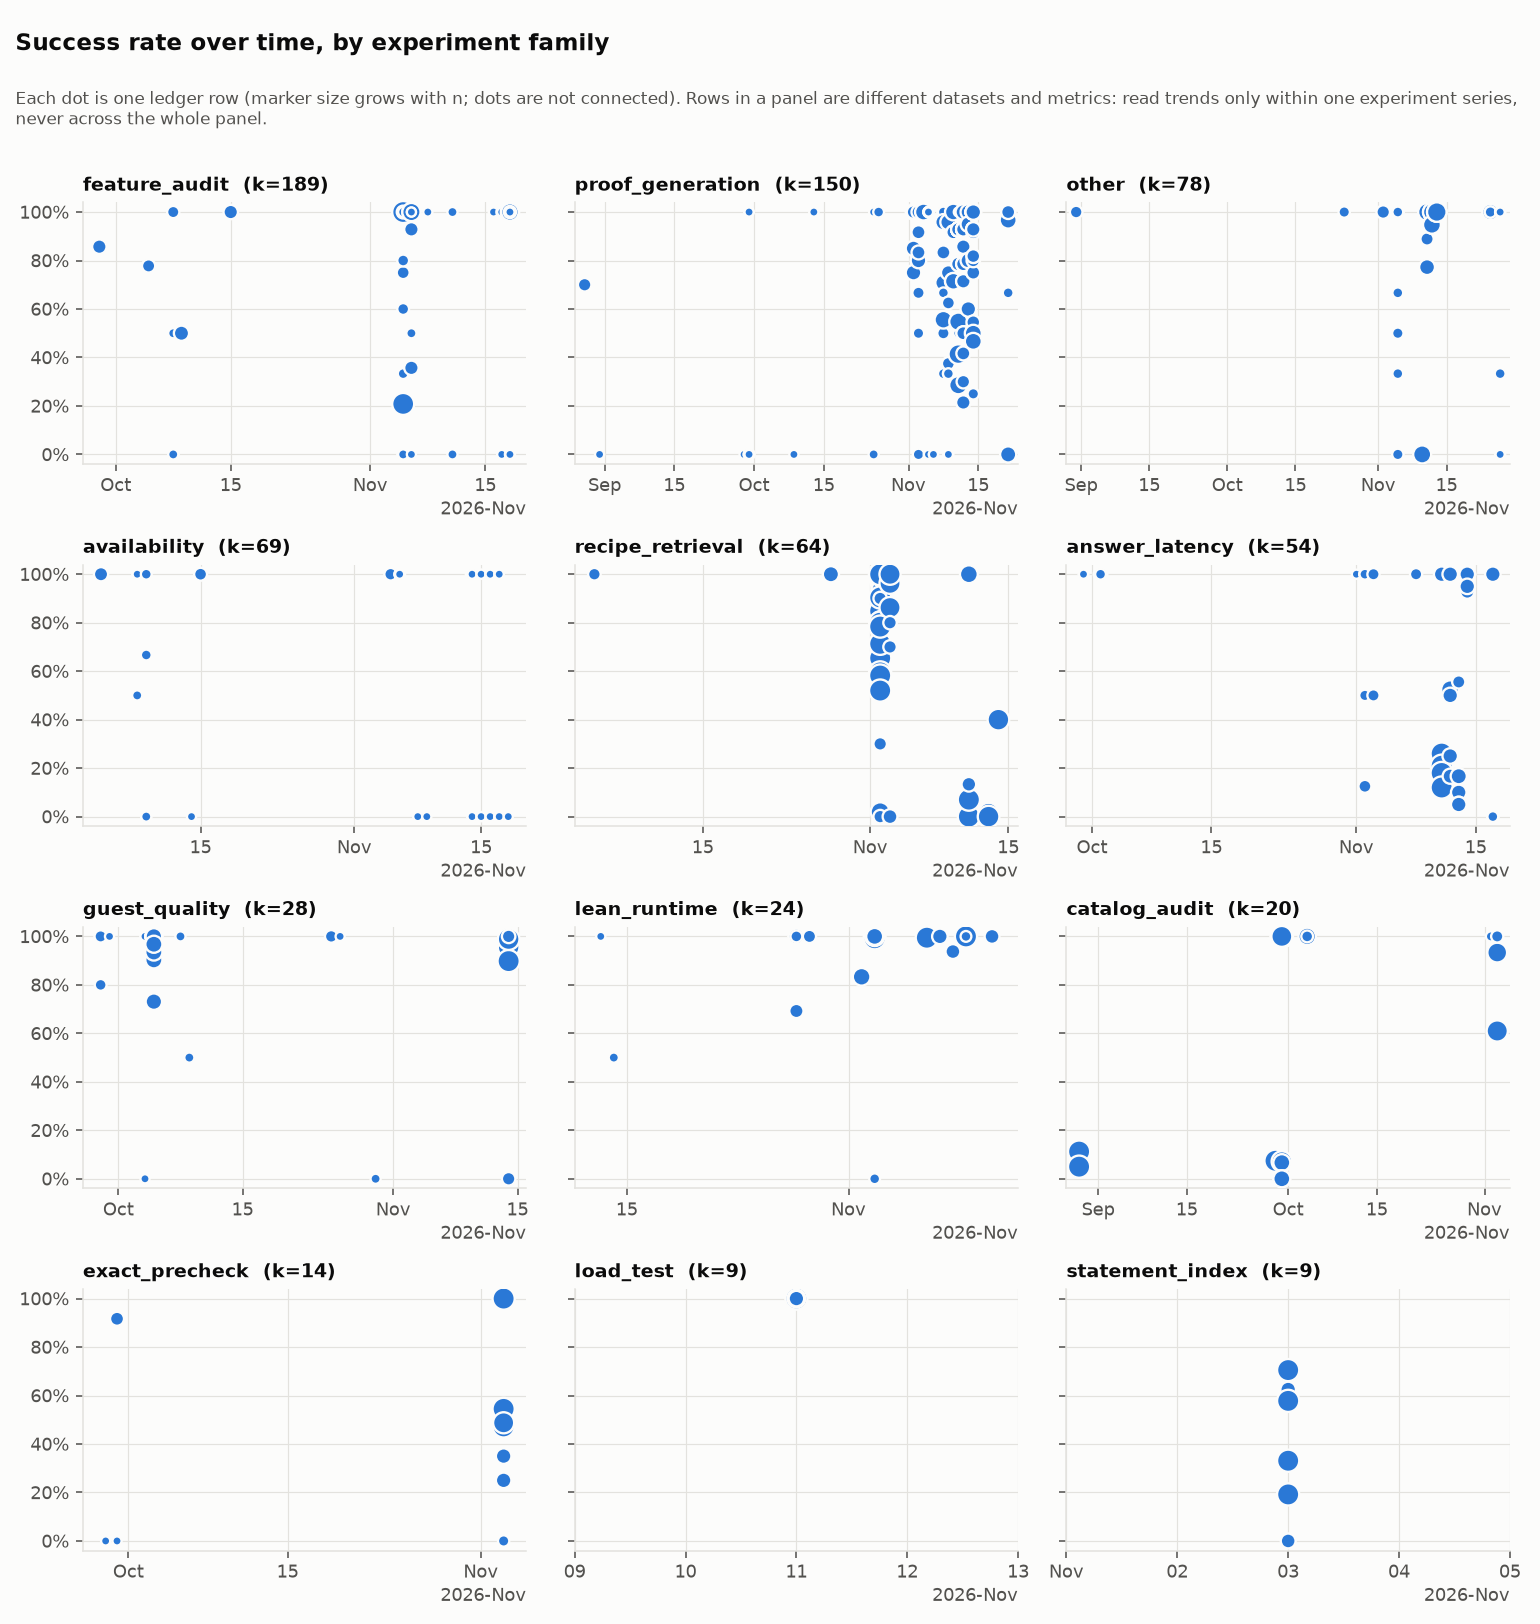 Success rate over time, by experiment family
Each dot is one ledger row (marker size grows with n; dots are not connected). Rows in a panel are different datasets and metrics: read trends only within one experiment series,
never across the whole panel.
feature_audit (k=189)
100%
80%
60%
40%
20%
0%
Oct 15 Nov 15
2026-Nov
proof_generation (k=150)
Sep 15 Oct 15 Nov 15
2026-Nov
other (k=78)
Sep 15 Oct 15 Nov 15
2026-Nov
availability (k=69)
100%
80%
60%
40%
20%
0%
15 Nov 15
2026-Nov
recipe_retrieval (k=64)
15 Nov 15
2026-Nov
answer_latency (k=54)
Oct 15 Nov 15
2026-Nov
guest_quality (k=28)
100%
80%
60%
40%
20%
0%
Oct 15 Nov 15
2026-Nov
lean_runtime (k=24)
15 Nov
2026-Nov
catalog_audit (k=20)
Sep 15 Oct 15 Nov
2026-Nov
exact_precheck (k=14)
100%
80%
60%
40%
20%
0%
Oct 15 Nov
2026-Nov
load_test (k=9)
09 10 11 12 13
2026-Nov
statement_index (k=9)
Nov 02 03 04 05
2026-Nov